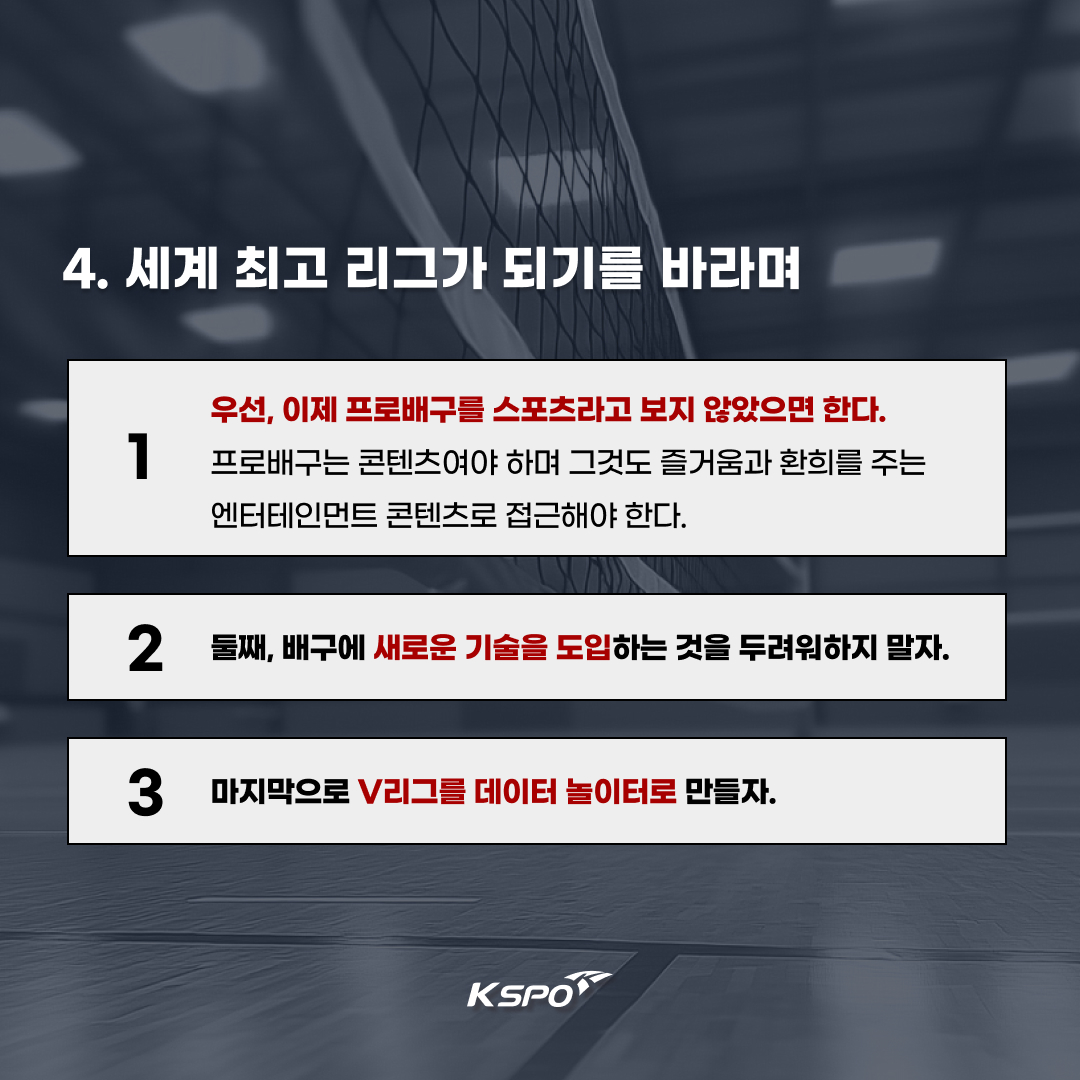 4. 세계 최고 리그가 되기를 바라며
1
우선, 이제 프로배구를 스포츠라고 보지 않았으면 한다.
프로배구는 콘텐츠여야 하며 그것도 즐거움과 환희를 주는
엔터테인먼트 콘텐츠로 접근해야 한다.
2
둘째, 배구에 새로운 기술을 도입하는 것을 두려워하지 말자.
3
마지막으로 V리그를 데이터 놀이터로 만들자.
KSPO